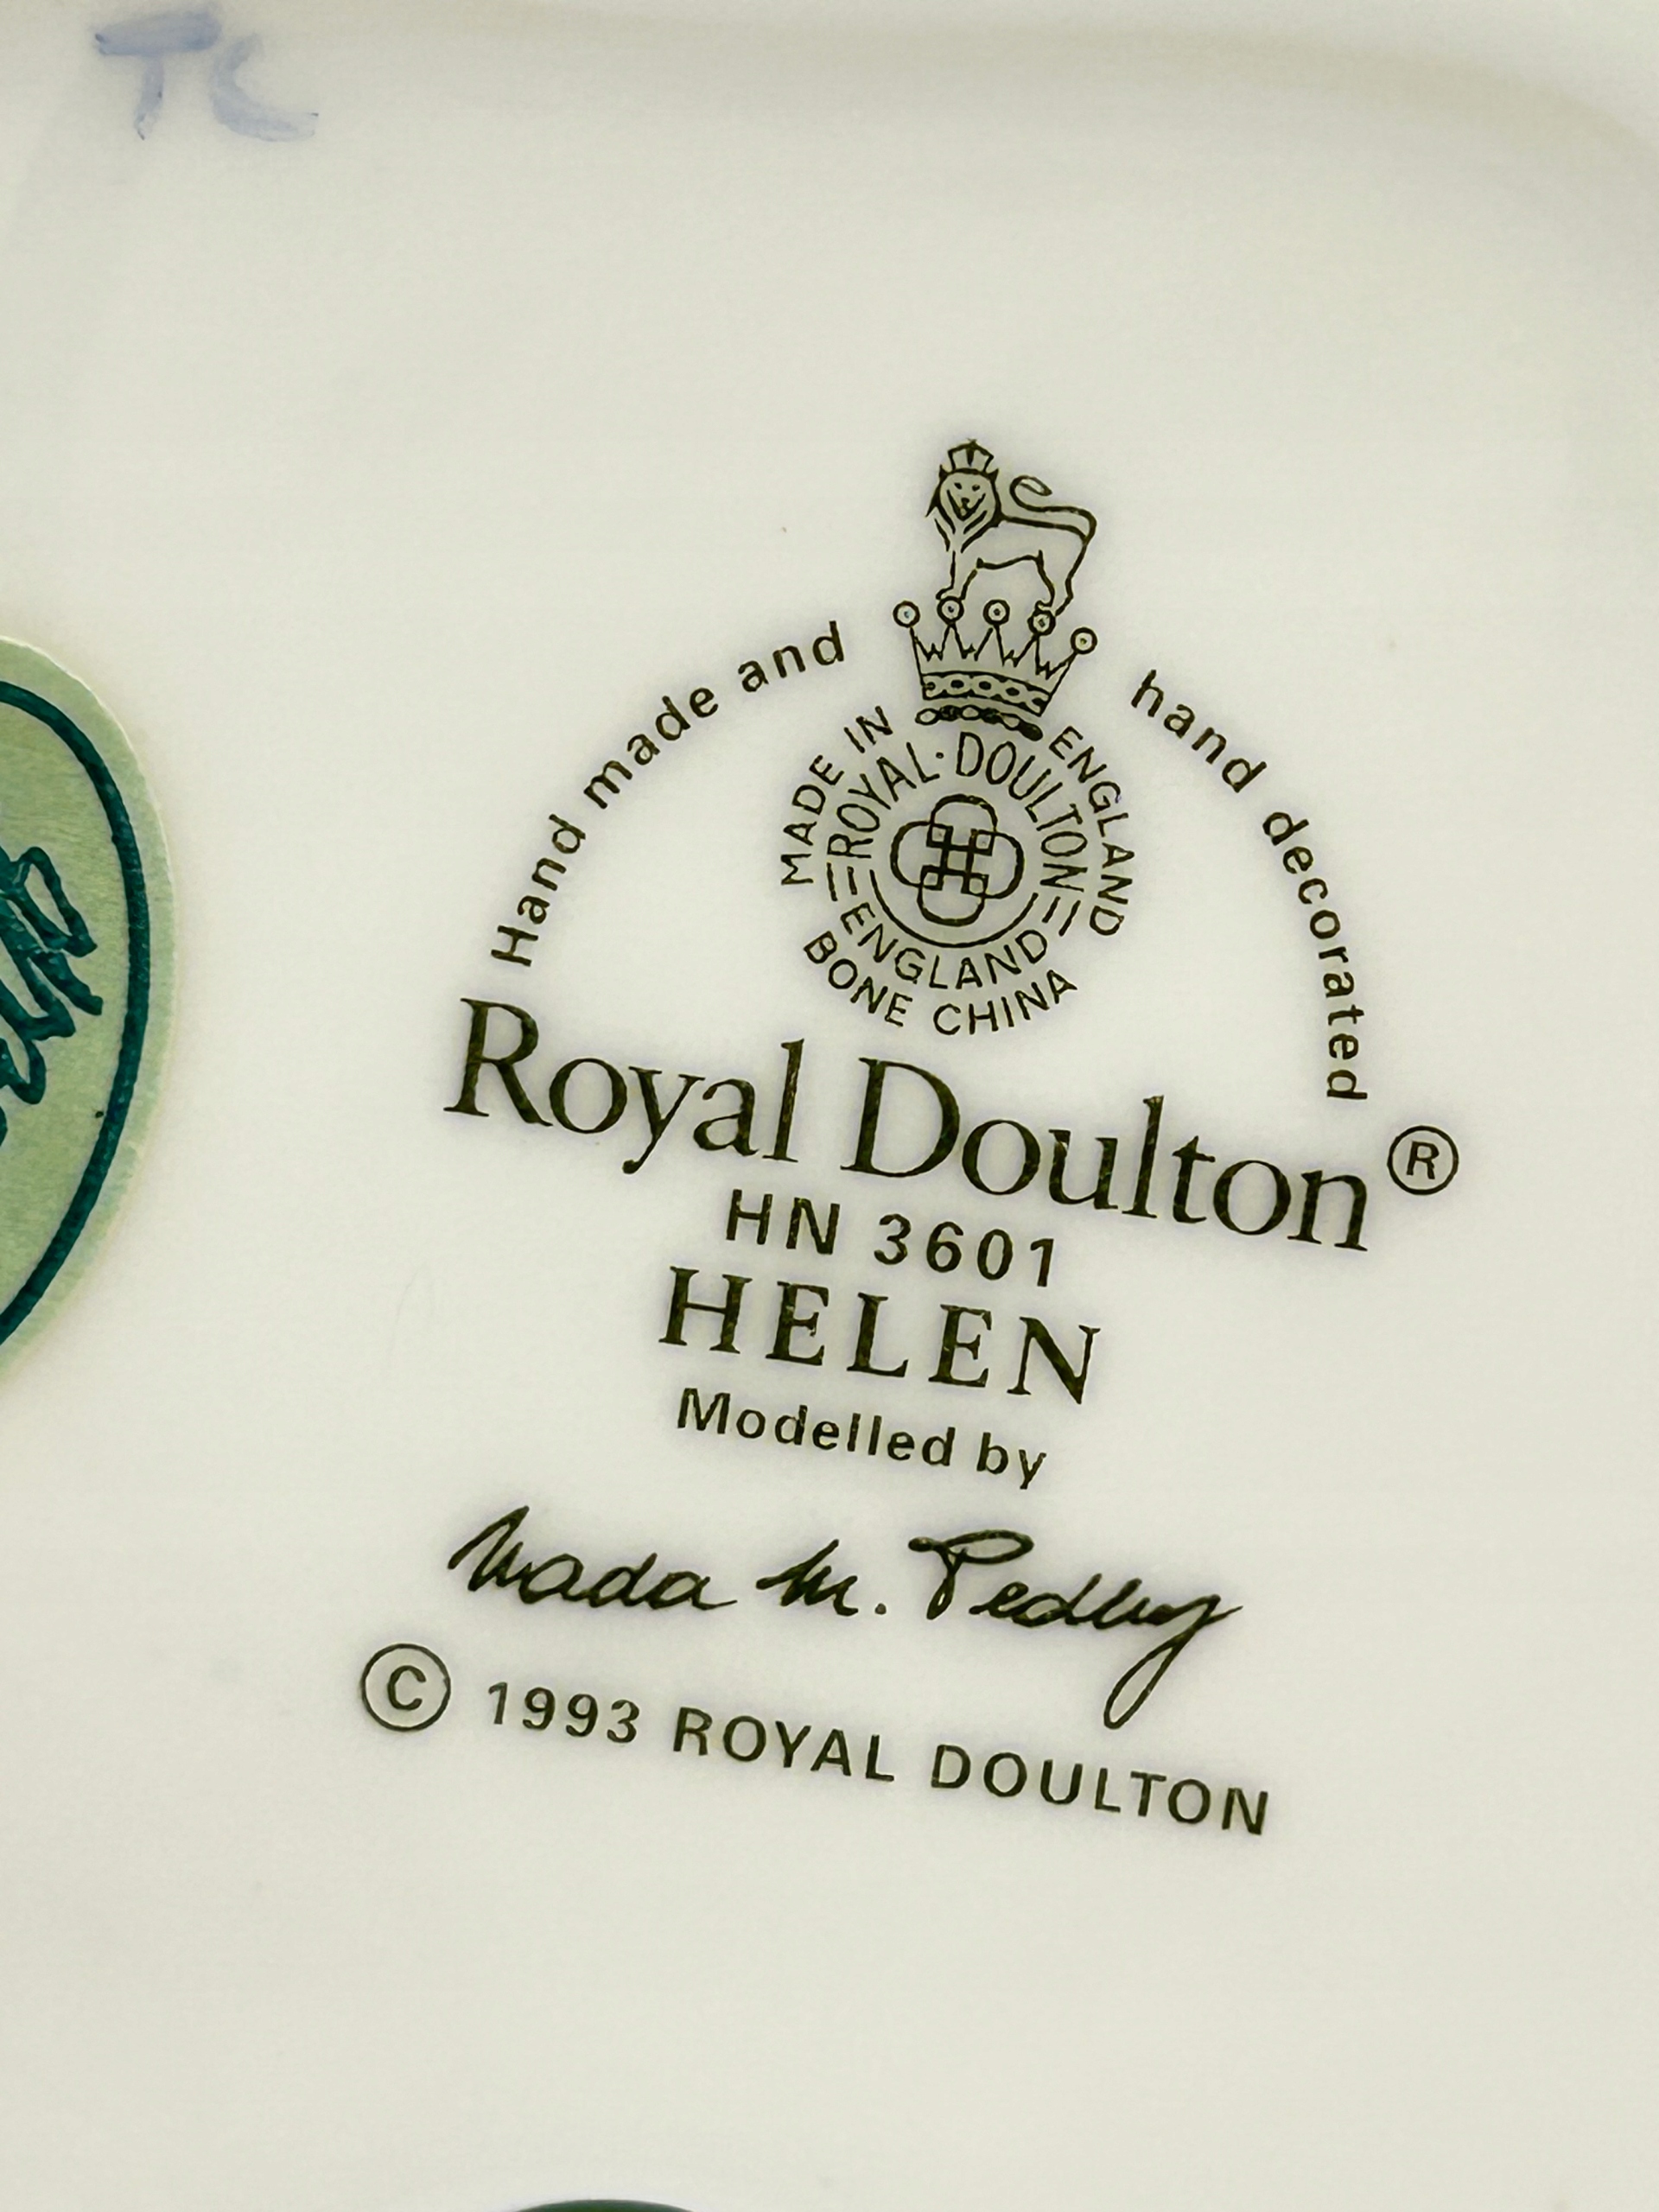 TC
Hand made and hand decorated
MADE IN ENGLAND
ROYAL·DOULTON
ENGLAND
BONE CHINA
Royal Doulton®
HN 3601
HELEN
Modelled by
Nada M. Pedley
© 1993 ROYAL DOULTON